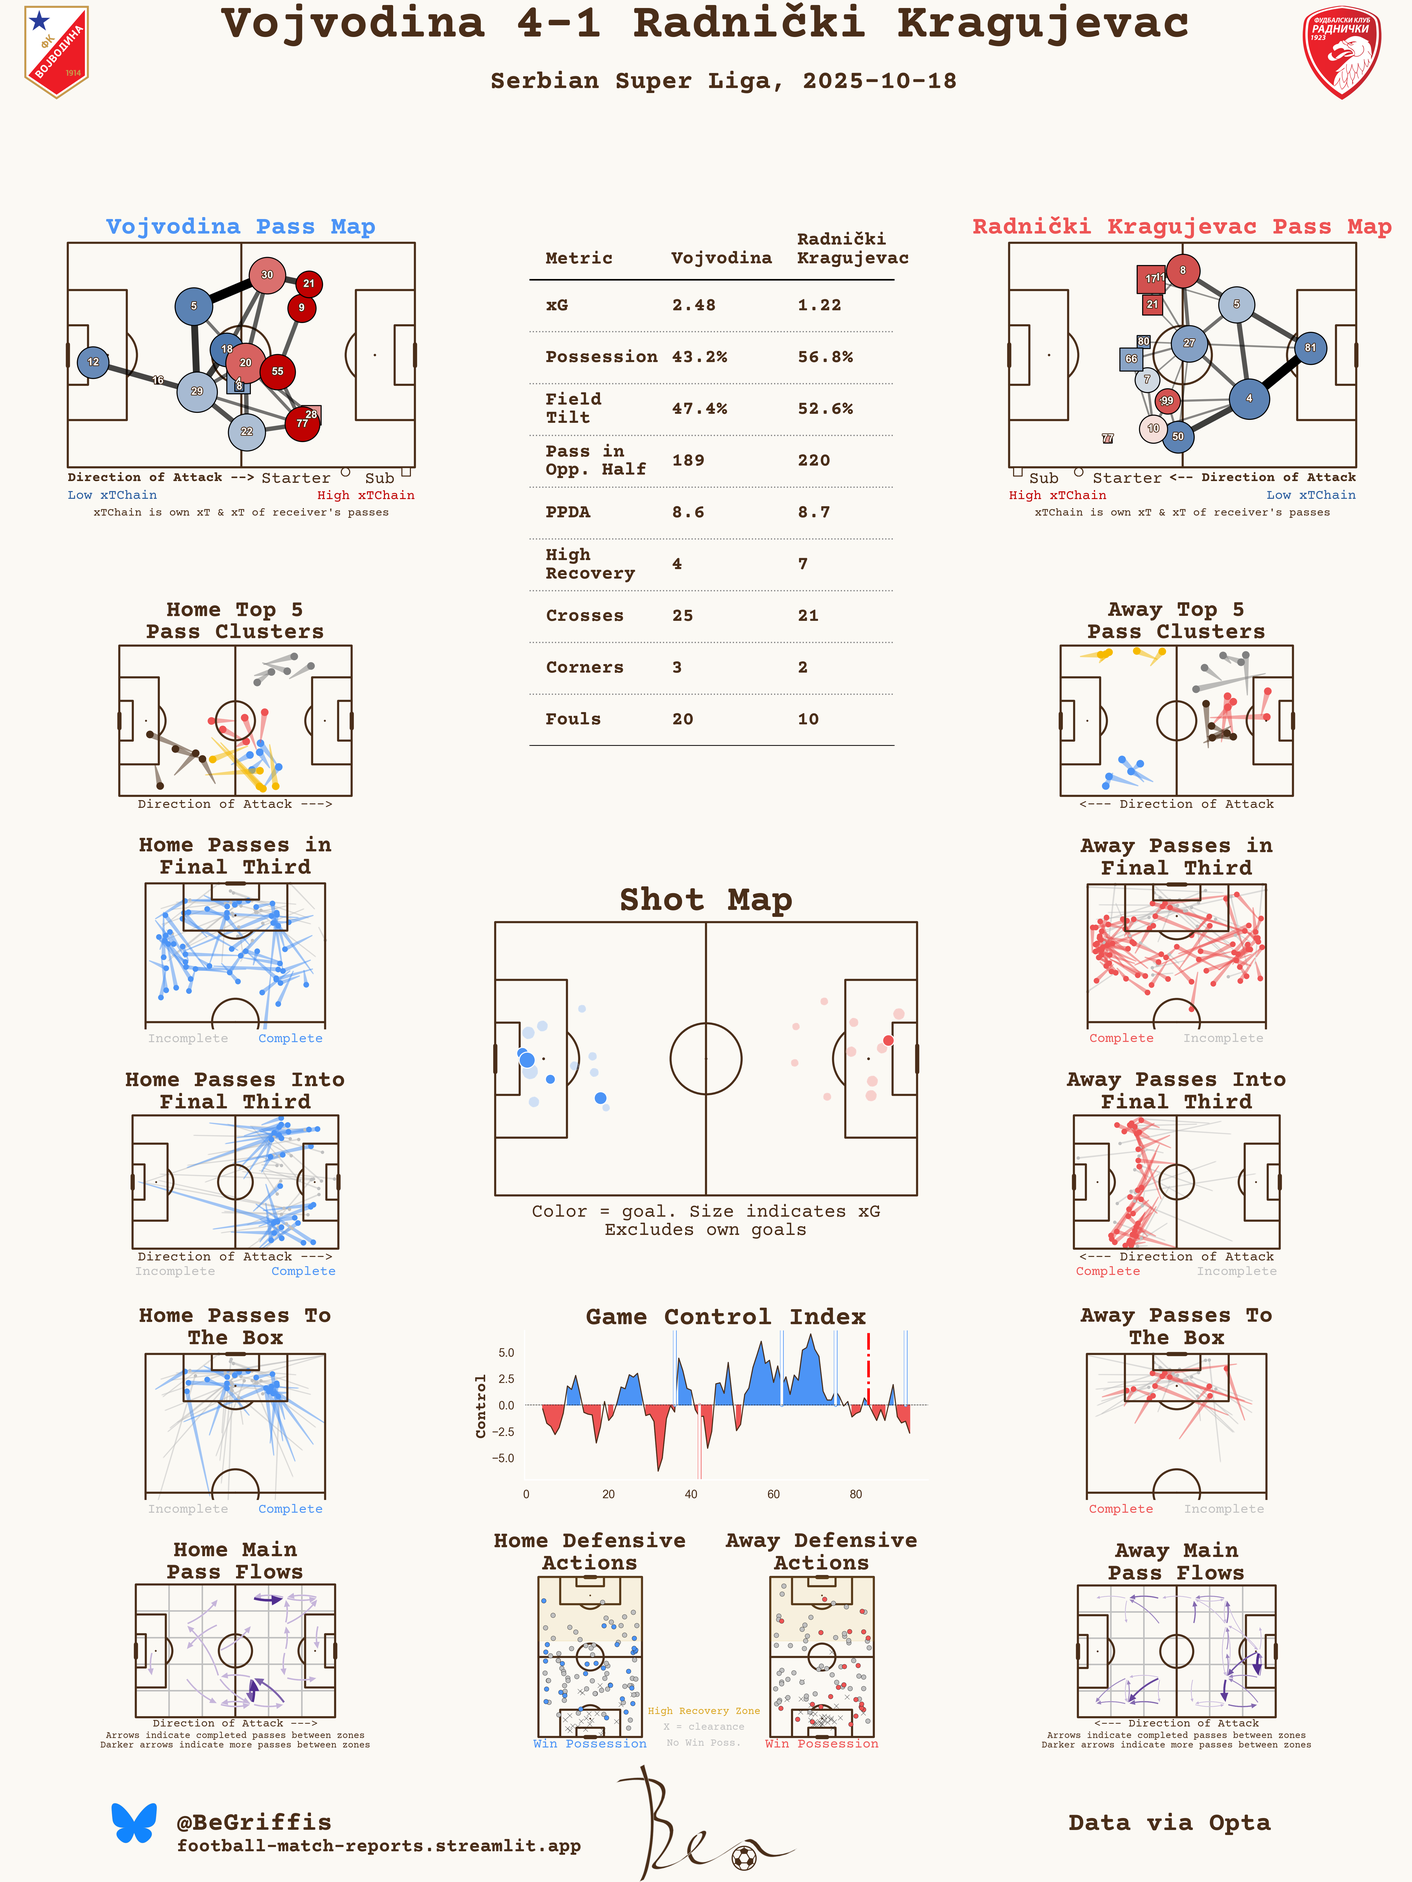 Vojvodina 4-1 Radnički Kragujevac
Serbian Super Liga, 2025-10-18
ФК
ВОЈВОДИНА
1914
ФУДБАЛСКИ КЛУБ
РАДНИЧКИ
1923
Vojvodina Pass Map
30
21
9
5
18
20
12
16
55
29
8
28
77
22
Direction of Attack --> Starter Sub
Low xTChain High xTChain
xTChain is own xT & xT of receiver's passes
Metric Vojvodina Radnički Kragujevac
xG 2.48 1.22
Possession 43.2% 56.8%
Field Tilt 47.4% 52.6%
Pass in Opp. Half 189 220
PPDA 8.6 8.7
High Recovery 4 7
Crosses 25 21
Corners 3 2
Fouls 20 10
Radnički Kragujevac Pass Map
8
17
21
5
80
27
81
66
7
99
4
10
50
77
Sub Starter <-- Direction of Attack
High xTChain Low xTChain
xTChain is own xT & xT of receiver's passes
Home Top 5
Pass Clusters
Direction of Attack --->
Away Top 5
Pass Clusters
<--- Direction of Attack
Home Passes in
Final Third
Incomplete Complete
Away Passes in
Final Third
Complete Incomplete
Shot Map
Color = goal. Size indicates xG
Excludes own goals
Home Passes Into
Final Third
Direction of Attack --->
Incomplete Complete
Away Passes Into
Final Third
<--- Direction of Attack
Complete Incomplete
Home Passes To
The Box
Incomplete Complete
Game Control Index
Control
5.0
2.5
0.0
−2.5
−5.0
0 20 40 60 80
Away Passes To
The Box
Complete Incomplete
Home Main
Pass Flows
Direction of Attack --->
Arrows indicate completed passes between zones
Darker arrows indicate more passes between zones
Home Defensive
Actions
Win Possession
High Recovery Zone
X = clearance
No Win Poss.
Away Defensive
Actions
Win Possession
Away Main
Pass Flows
<--- Direction of Attack
Arrows indicate completed passes between zones
Darker arrows indicate more passes between zones
@BeGriffis
football-match-reports.streamlit.app
Ben
Data via Opta